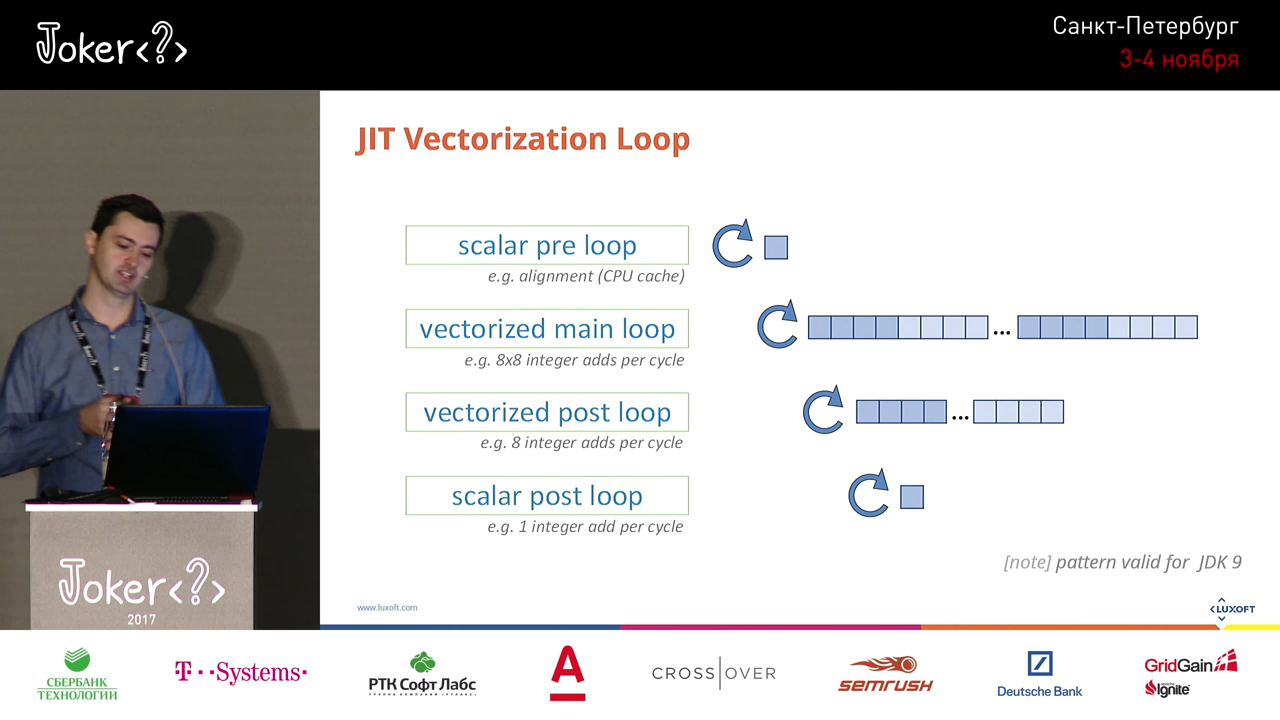 Joker<?>
Санкт-Петербург
3-4 ноября
JIT Vectorization Loop
scalar pre loop
e.g. alignment (CPU cache)
vectorized main loop
e.g. 8x8 integer adds per cycle
...
vectorized post loop
e.g. 8 integer adds per cycle
...
scalar post loop
e.g. 1 integer add per cycle
[note] pattern valid for JDK 9
www.luxoft.com
<LUXOFT
Joker<?>
2017
СБЕРБАНК
ТЕХНОЛОГИИ
T··Systems·
РТК Софт Лабс
А
CROSS|OVER
semrush
Deutsche Bank
GridGain
Ignite